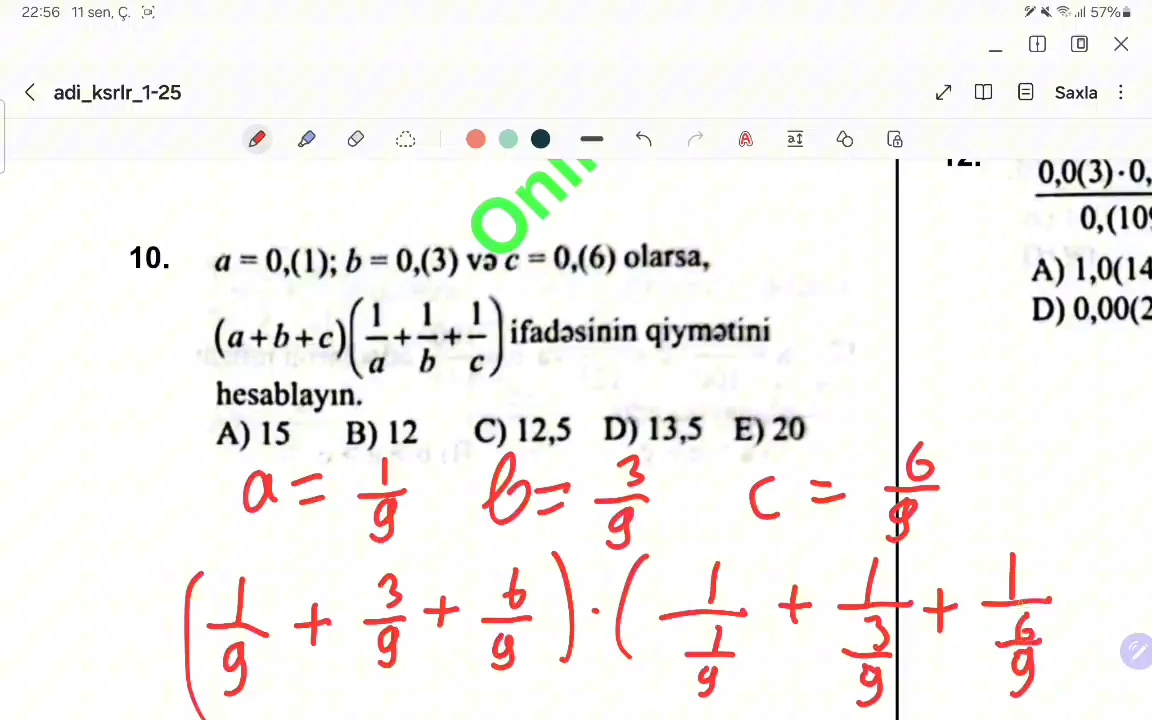 22:56 11 sen, Ç. 57%
adi_ksrlr_1-25
Saxla
Onli
12.
0,0(3)·0,
0,(109
A) 1,0(14
D) 0,00(2
10. a = 0,(1); b = 0,(3) və c = 0,(6) olarsa,
(a+b+c)(1/a + 1/b + 1/c) ifadəsinin qiymətini
hesablayın.
A) 15 B) 12 C) 12,5 D) 13,5 E) 20
a = 1/9 b = 3/9 c = 6/9
(1/9 + 3/9 + 6/9) · (1/(1/9) + 1/(3/9) + 1/(6/9)